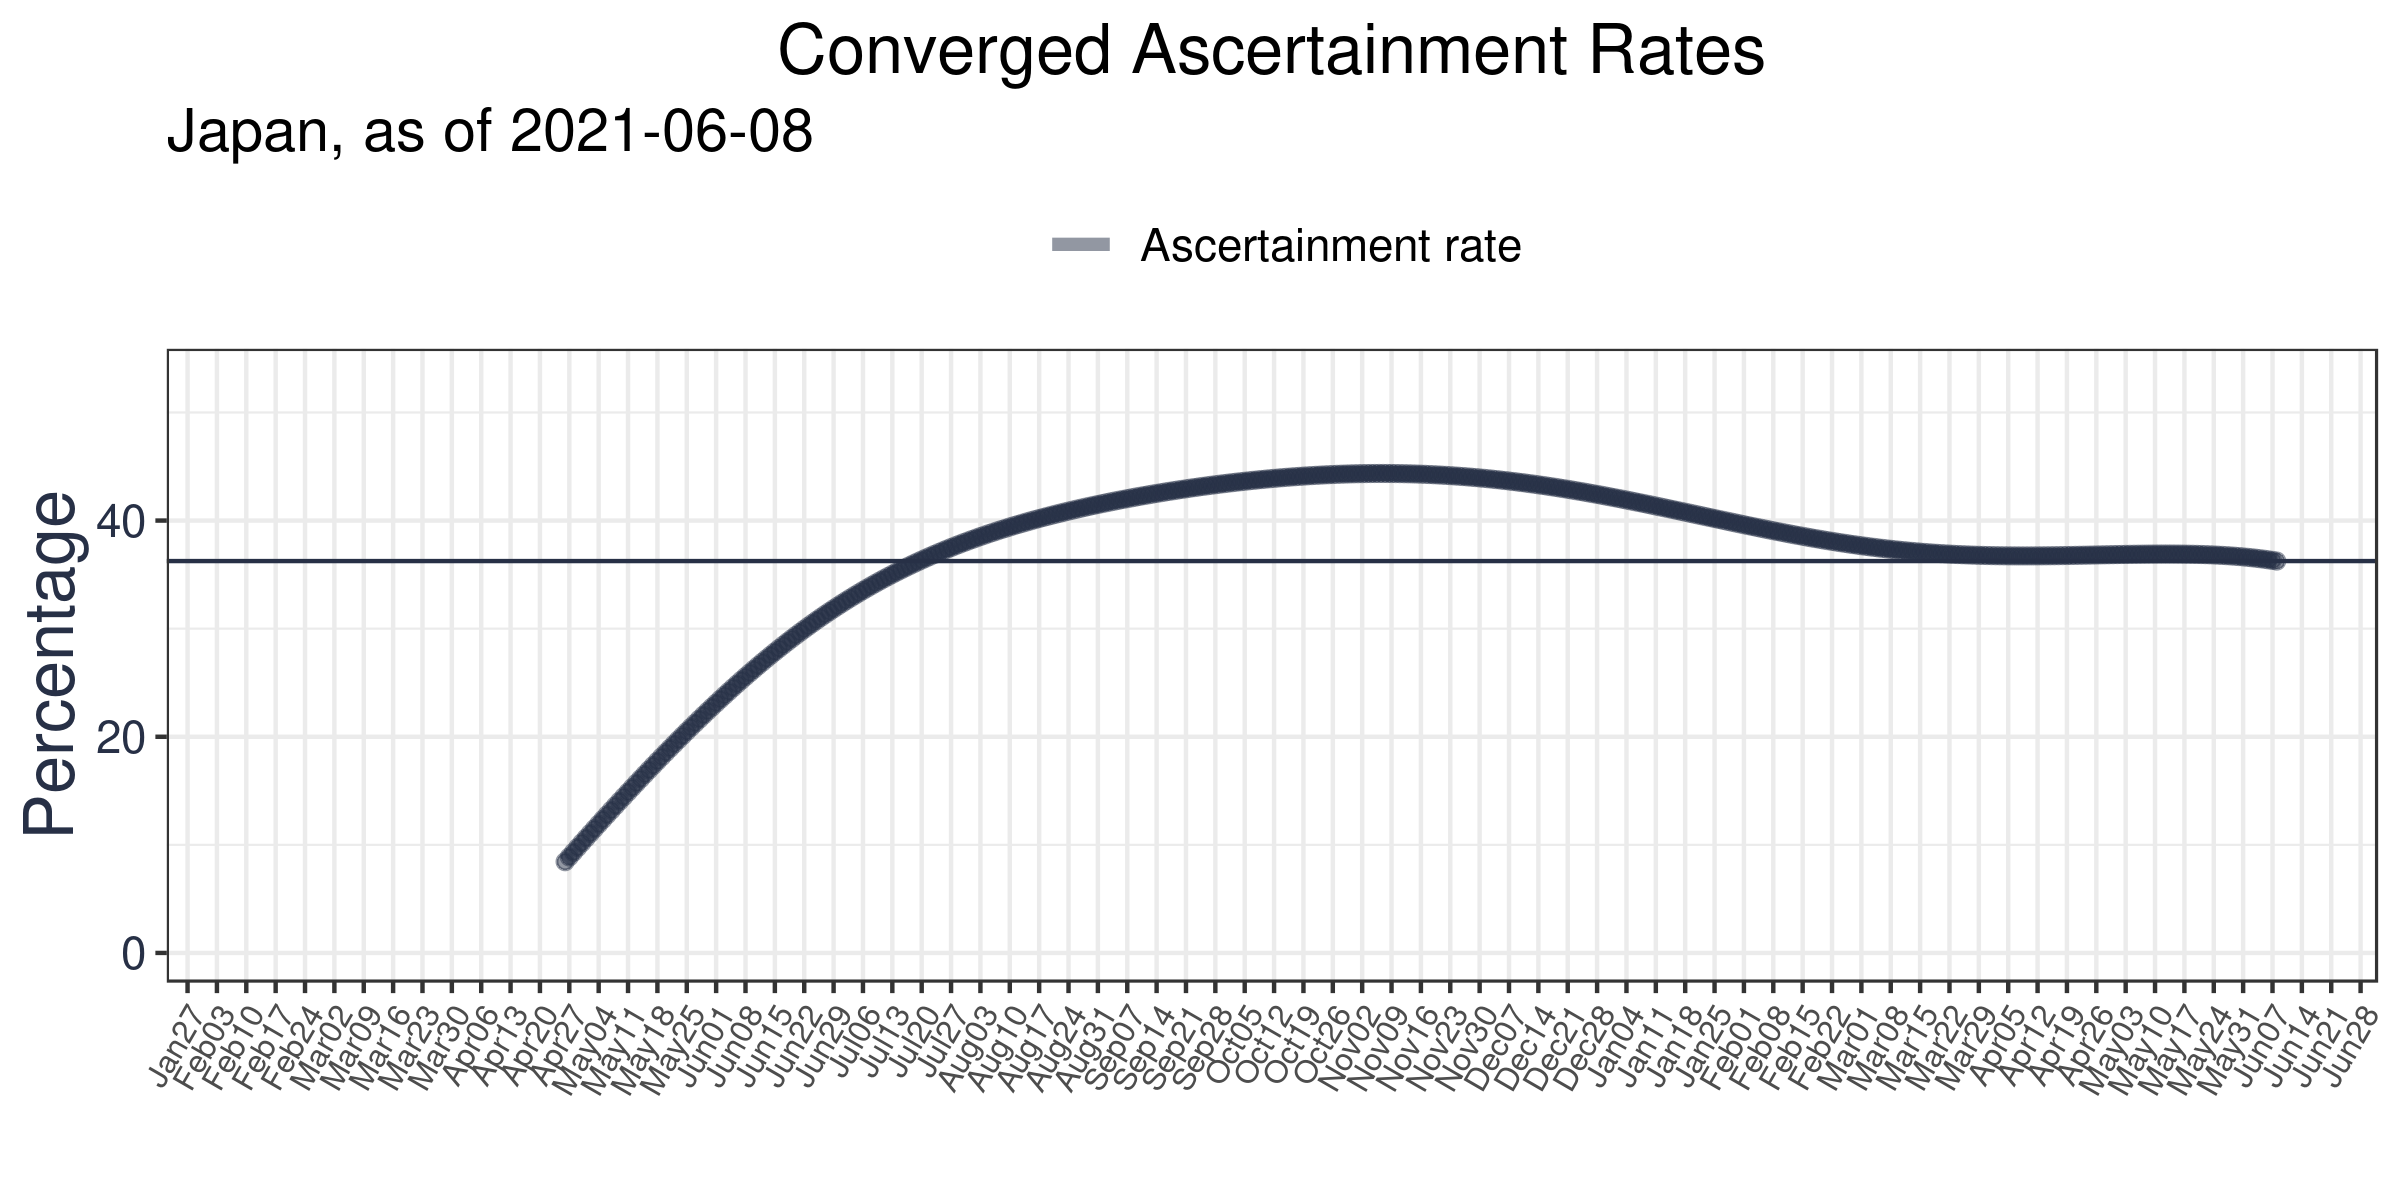 Converged Ascertainment Rates
Japan, as of 2021-06-08
Ascertainment rate
Percentage
40
20
0
Jan27
Feb03
Feb10
Feb17
Feb24
Mar02
Mar09
Mar16
Mar23
Mar30
Apr06
Apr13
Apr20
Apr27
May04
May11
May18
May25
Jun01
Jun08
Jun15
Jun22
Jun29
Jul06
Jul13
Jul20
Jul27
Aug03
Aug10
Aug17
Aug24
Aug31
Sep07
Sep14
Sep21
Sep28
Oct05
Oct12
Oct19
Oct26
Nov02
Nov09
Nov16
Nov23
Nov30
Dec07
Dec14
Dec21
Dec28
Jan04
Jan11
Jan18
Jan25
Feb01
Feb08
Feb15
Feb22
Mar01
Mar08
Mar15
Mar22
Mar29
Apr05
Apr12
Apr19
Apr26
May03
May10
May17
May24
May31
Jun07
Jun14
Jun21
Jun28